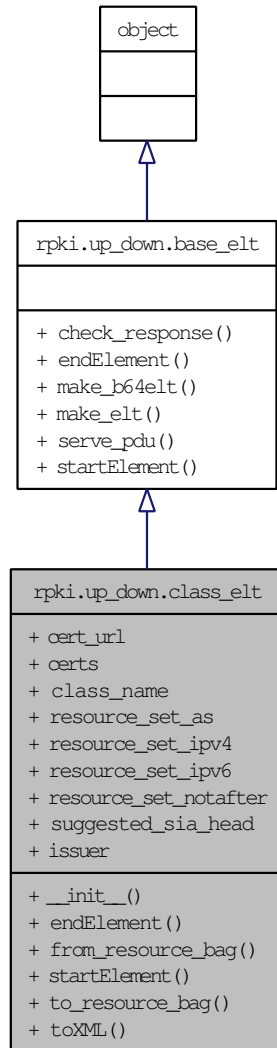 object
rpki.up_down.base_elt
+ check_response()
+ endElement()
+ make_b64elt()
+ make_elt()
+ serve_pdu()
+ startElement()
rpki.up_down.class_elt
+ cert_url
+ certs
+ class_name
+ resource_set_as
+ resource_set_ipv4
+ resource_set_ipv6
+ resource_set_notafter
+ suggested_sia_head
+ issuer
+ __init__()
+ endElement()
+ from_resource_bag()
+ startElement()
+ to_resource_bag()
+ toXML()